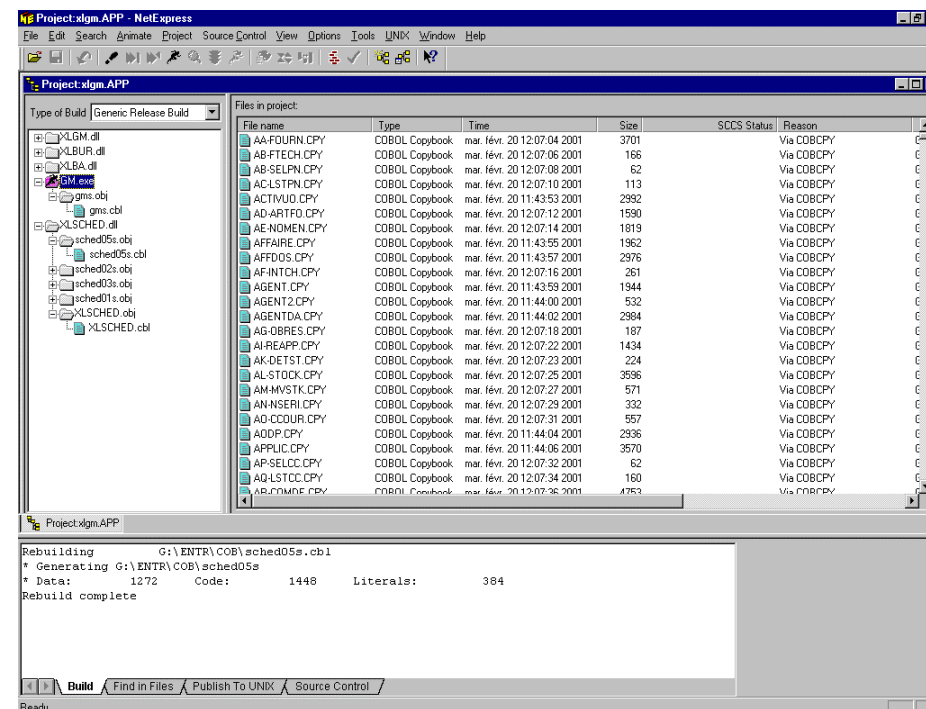 Project:xlgm.APP - NetExpress
File Edit Search Animate Project Source Control View Options Tools UNIX Window Help
Project:xlgm.APP
Type of Build Generic Release Build
XLGM.dll
XLBUR.dll
XLBA.dll
GM.exe
gms.obj
gms.cbl
XLSCHED.dll
sched05s.obj
sched05s.cbl
sched02s.obj
sched03s.obj
sched01s.obj
XLSCHED.obj
XLSCHED.cbl
Files in project:
File name Type Time Size SCCS Status Reason
AA-FOURN.CPY COBOL Copybook mar. févr. 20 12:07:04 2001 3701 Via COBCPY
AB-FTECH.CPY COBOL Copybook mar. févr. 20 12:07:06 2001 166 Via COBCPY
AB-SELPN.CPY COBOL Copybook mar. févr. 20 12:07:08 2001 62 Via COBCPY
AC-LSTPN.CPY COBOL Copybook mar. févr. 20 12:07:10 2001 113 Via COBCPY
ACTIVUO.CPY COBOL Copybook mar. févr. 20 11:43:53 2001 2992 Via COBCPY
AD-ARTFO.CPY COBOL Copybook mar. févr. 20 12:07:12 2001 1590 Via COBCPY
AE-NOMEN.CPY COBOL Copybook mar. févr. 20 12:07:14 2001 1819 Via COBCPY
AFFAIRE.CPY COBOL Copybook mar. févr. 20 11:43:55 2001 1962 Via COBCPY
AFFDOS.CPY COBOL Copybook mar. févr. 20 11:43:57 2001 2976 Via COBCPY
AF-INTCH.CPY COBOL Copybook mar. févr. 20 12:07:16 2001 261 Via COBCPY
AGENT.CPY COBOL Copybook mar. févr. 20 11:43:59 2001 1944 Via COBCPY
AGENT2.CPY COBOL Copybook mar. févr. 20 11:44:00 2001 532 Via COBCPY
AGENTDA.CPY COBOL Copybook mar. févr. 20 11:44:02 2001 2984 Via COBCPY
AG-OBRES.CPY COBOL Copybook mar. févr. 20 12:07:18 2001 187 Via COBCPY
AI-REAPP.CPY COBOL Copybook mar. févr. 20 12:07:22 2001 1434 Via COBCPY
AK-DETST.CPY COBOL Copybook mar. févr. 20 12:07:23 2001 224 Via COBCPY
AL-STOCK.CPY COBOL Copybook mar. févr. 20 12:07:25 2001 3596 Via COBCPY
AM-MVSTK.CPY COBOL Copybook mar. févr. 20 12:07:27 2001 571 Via COBCPY
AN-NSERI.CPY COBOL Copybook mar. févr. 20 12:07:29 2001 332 Via COBCPY
AO-CCOUR.CPY COBOL Copybook mar. févr. 20 12:07:31 2001 557 Via COBCPY
AODP.CPY COBOL Copybook mar. févr. 20 11:44:04 2001 2936 Via COBCPY
APPLIC.CPY COBOL Copybook mar. févr. 20 11:44:06 2001 3570 Via COBCPY
AP-SELCC.CPY COBOL Copybook mar. févr. 20 12:07:32 2001 62 Via COBCPY
AQ-LSTCC.CPY COBOL Copybook mar. févr. 20 12:07:34 2001 160 Via COBCPY
AR-COMDE.CPY COBOL Copybook mar. févr. 20 12:07:36 2001 4753 Via COBCPY
Project:xlgm.APP
Rebuilding G:\ENTR\COB\sched05s.cbl
* Generating G:\ENTR\COB\sched05s
* Data: 1272 Code: 1448 Literals: 384
Rebuild complete
Build Find in Files Publish To UNIX Source Control
Ready